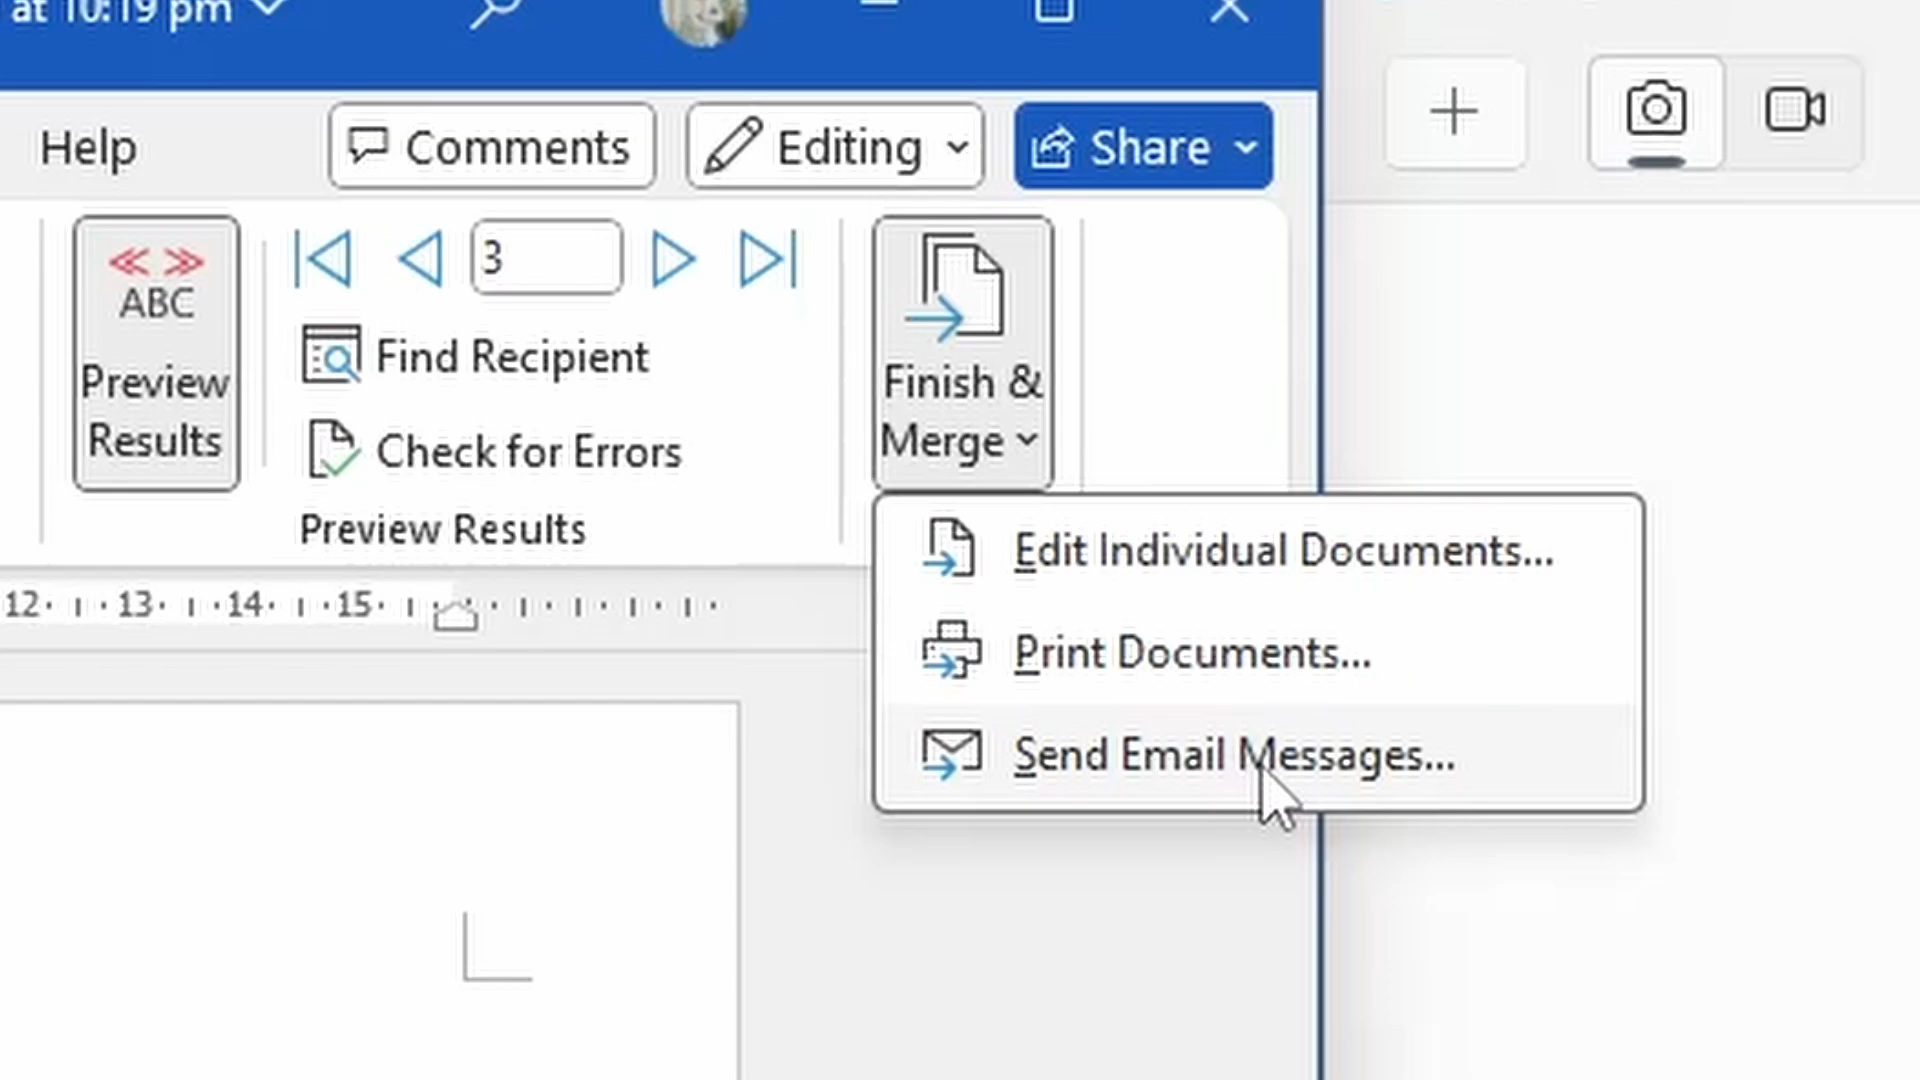 at 10:19 pm
Help
Comments
Editing
Share
ABC
Preview
Results
3
Find Recipient
Check for Errors
Preview Results
Finish &
Merge
Edit Individual Documents...
Print Documents...
Send Email Messages...
12 13 14 15